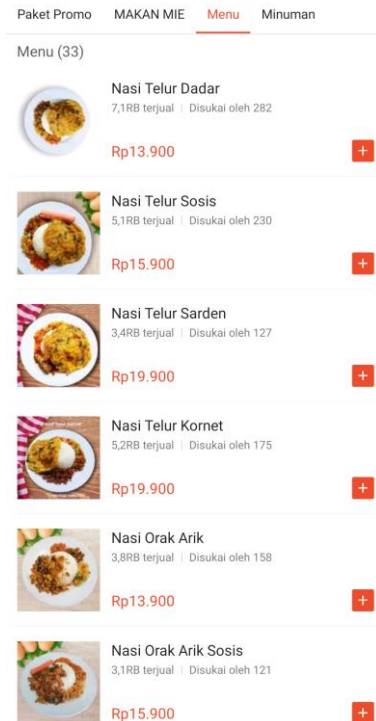 Paket Promo MAKAN MIE Menu Minuman
Menu (33)
Nasi Telur Dadar
7,1RB terjual | Disukai oleh 282
Rp13.900
+
Nasi Telur Sosis
5,1RB terjual | Disukai oleh 230
Rp15.900
+
Nasi Telur Sarden
3,4RB terjual | Disukai oleh 127
Rp19.900
+
Nasi Telur Kornet
5,2RB terjual | Disukai oleh 175
Rp19.900
+
Nasi Orak Arik
3,8RB terjual | Disukai oleh 158
Rp13.900
+
Nasi Orak Arik Sosis
3,1RB terjual | Disukai oleh 121
Rp15.900
+